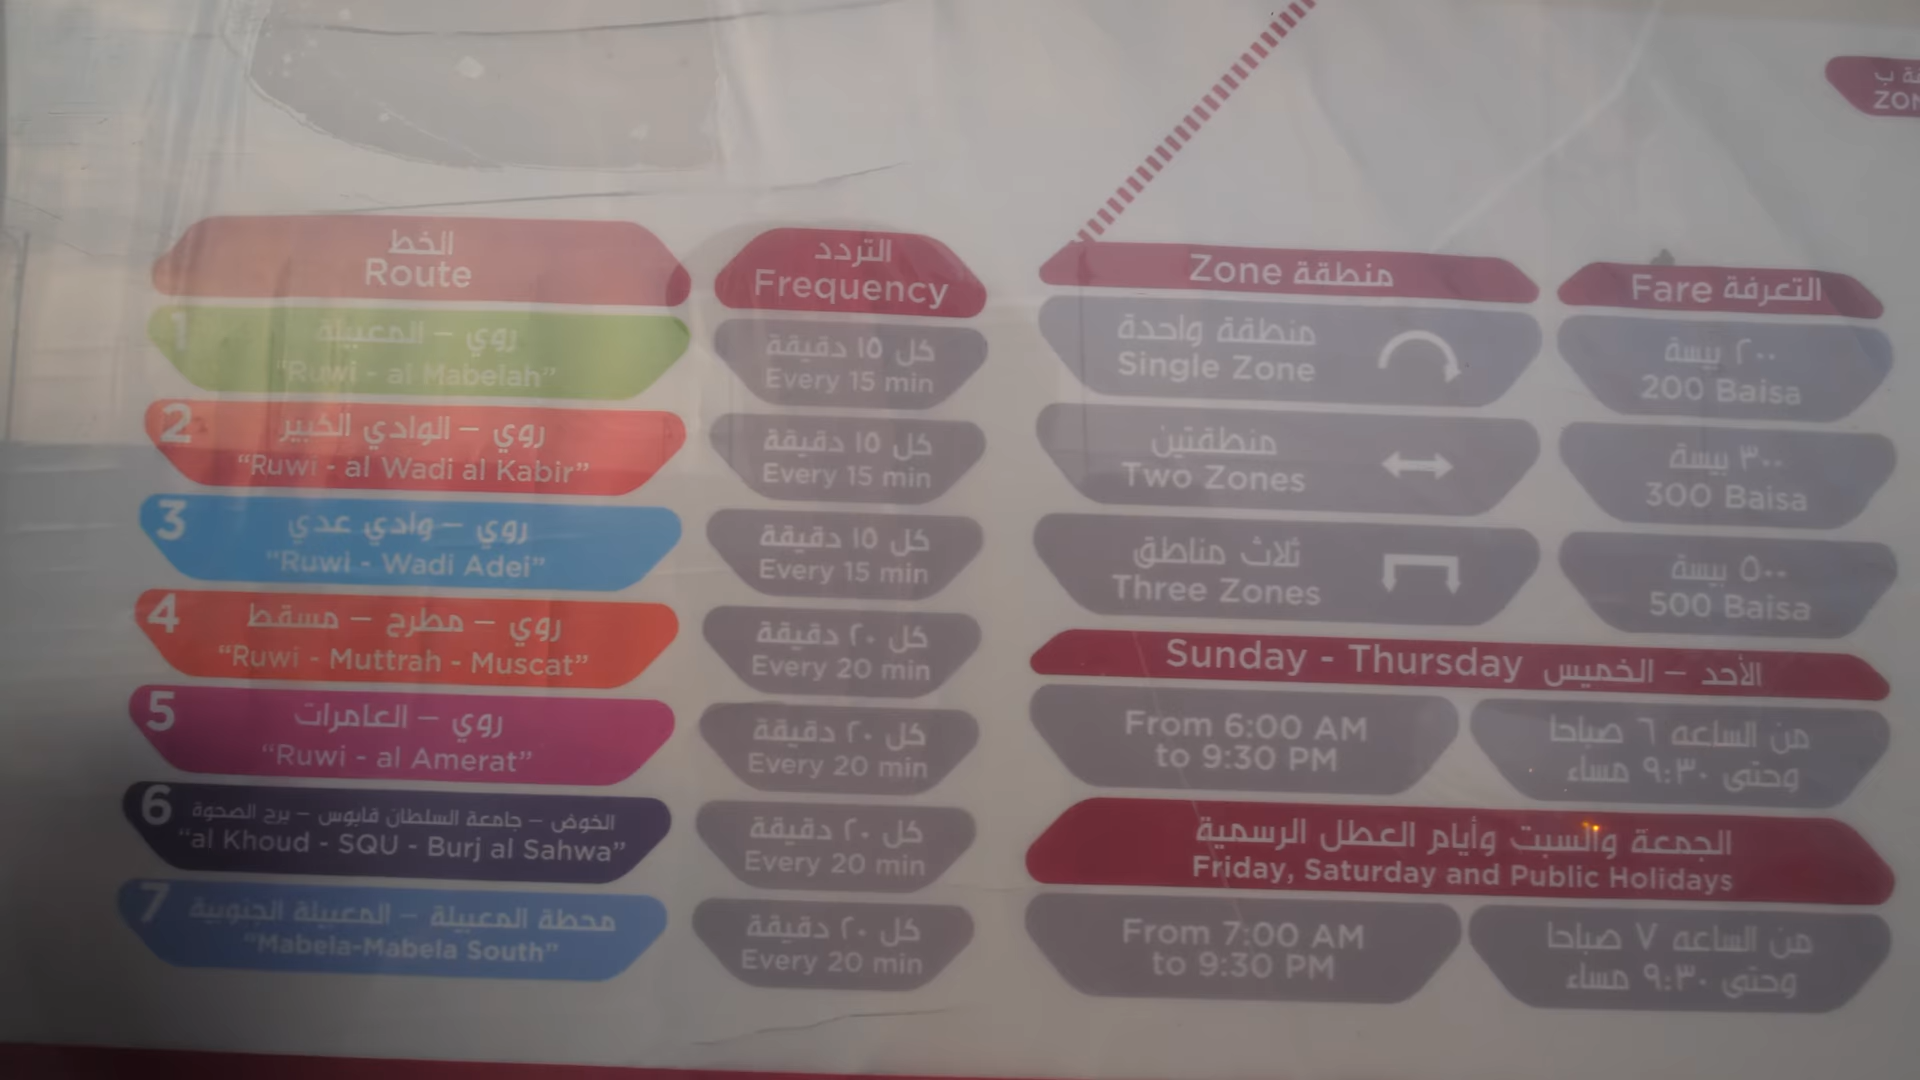 الخط
Route
1
روي – المعبيلة
"Ruwi - al Mabelah"
2
روي – الوادي الكبير
"Ruwi - al Wadi al Kabir"
3
روي – وادي عدي
"Ruwi - Wadi Adei"
4
روي – مطرح – مسقط
"Ruwi - Muttrah - Muscat"
5
روي – العامرات
"Ruwi - al Amerat"
6
الخوض – جامعة السلطان قابوس – برج الصحوة
"al Khoud - SQU - Burj al Sahwa"
7
محطة المعبيلة – المعبيلة الجنوبية
"Mabela-Mabela South"
التردد
Frequency
كل ١٥ دقيقة
Every 15 min
كل ١٥ دقيقة
Every 15 min
كل ١٥ دقيقة
Every 15 min
كل ٢٠ دقيقة
Every 20 min
كل ٢٠ دقيقة
Every 20 min
كل ٢٠ دقيقة
Every 20 min
كل ٢٠ دقيقة
Every 20 min
Zone منطقة
منطقة واحدة
Single Zone
منطقتين
Two Zones
ثلاث مناطق
Three Zones
Fare التعرفة
٢٠٠ بيسة
200 Baisa
٣٠٠ بيسة
300 Baisa
٥٠٠ بيسة
500 Baisa
Sunday - Thursday الأحد – الخميس
From 6:00 AM
to 9:30 PM
من الساعه ٦ صباحا
وحتى ٩:٣٠ مساء
الجمعة والسبت وأيام العطل الرسمية
Friday, Saturday and Public Holidays
From 7:00 AM
to 9:30 PM
من الساعه ٧ صباحا
وحتى ٩:٣٠ مساء